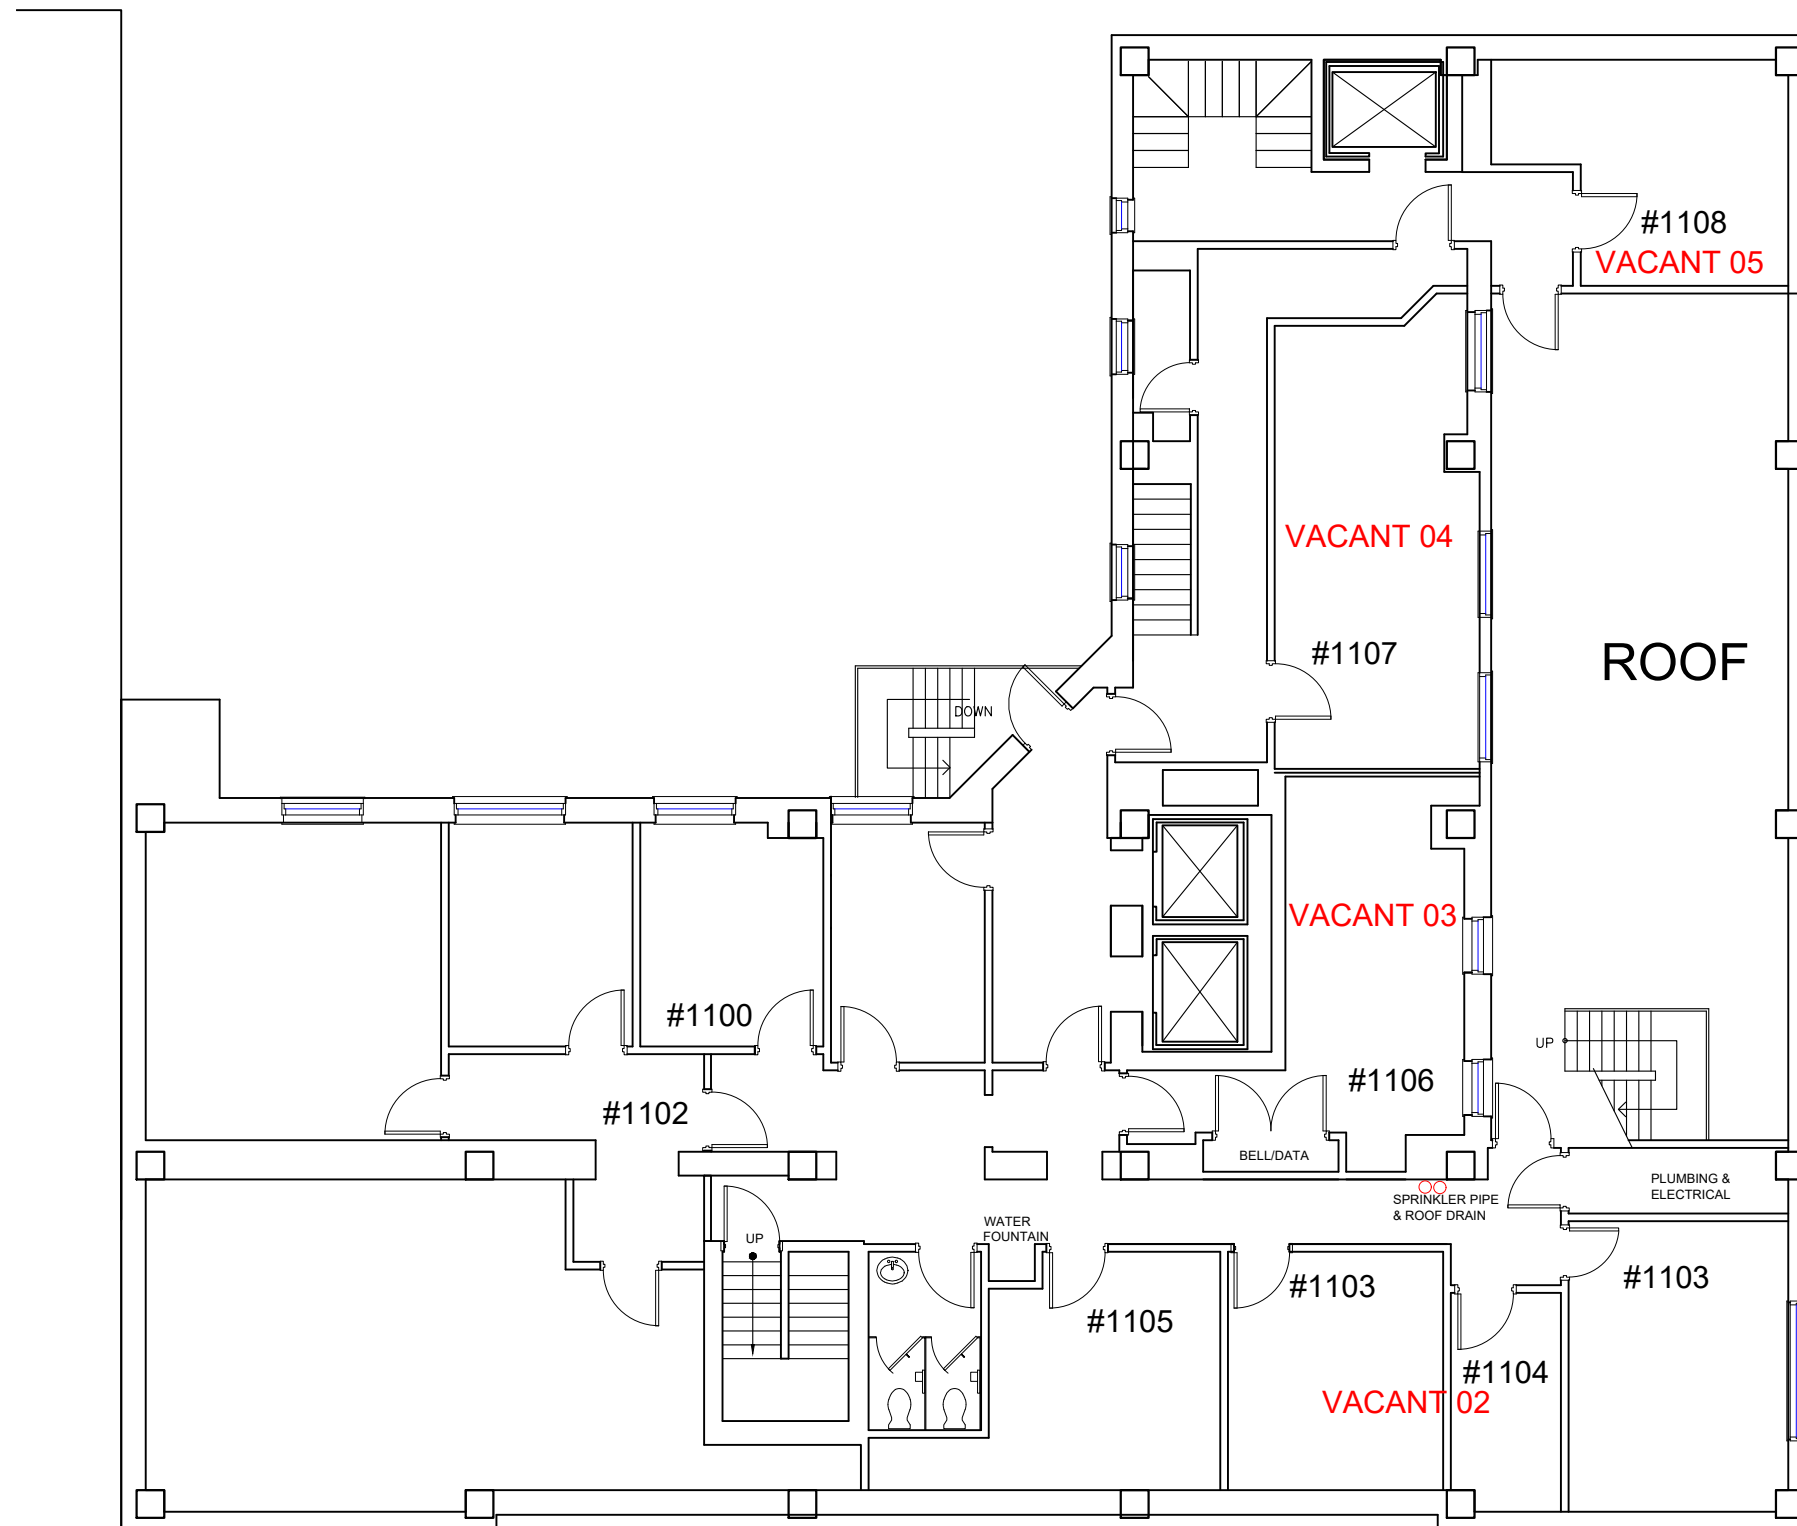 #1108
VACANT 05
VACANT 04
#1107
ROOF
DOWN
VACANT 03
#1100
UP
#1106
#1102
BELL/DATA
PLUMBING &
ELECTRICAL
SPRINKLER PIPE
& ROOF DRAIN
WATER
FOUNTAIN
UP
#1103
#1103
#1105
#1104
VACANT 02